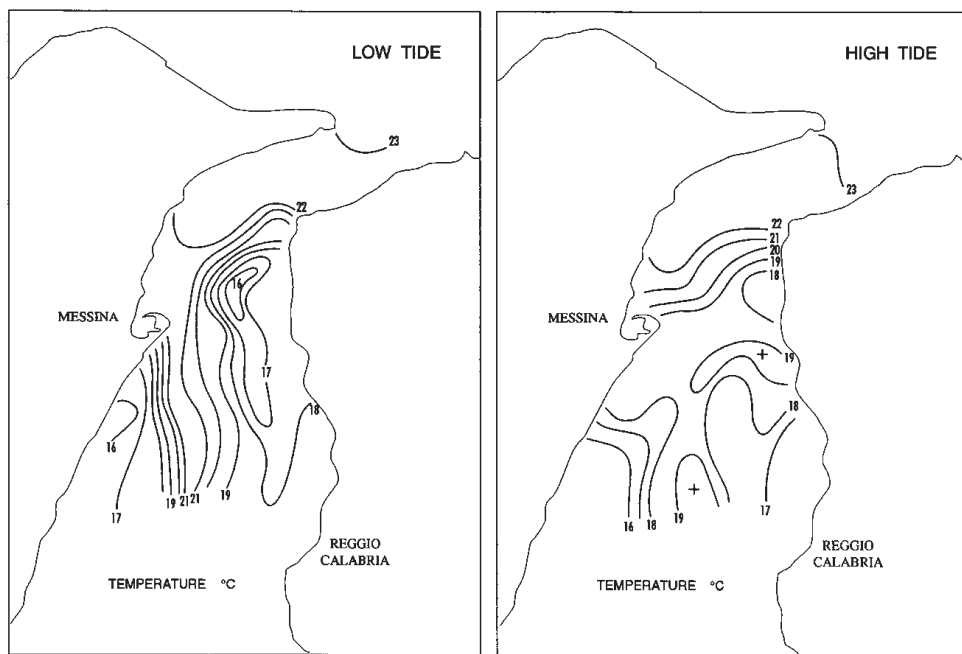 LOW TIDE
23
22
16
MESSINA
17
18
16
17
19
21
21
19
REGGIO
CALABRIA
TEMPERATURE °C
HIGH TIDE
23
22
21
20
19
18
MESSINA
19
18
16
18
19
17
REGGIO
CALABRIA
TEMPERATURE °C